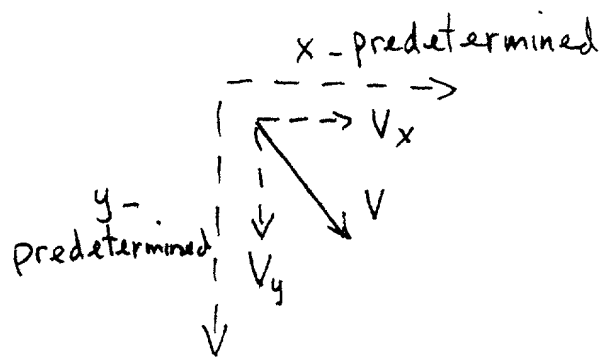 x - predetermined
Vx
y -
predetermined
V
Vy